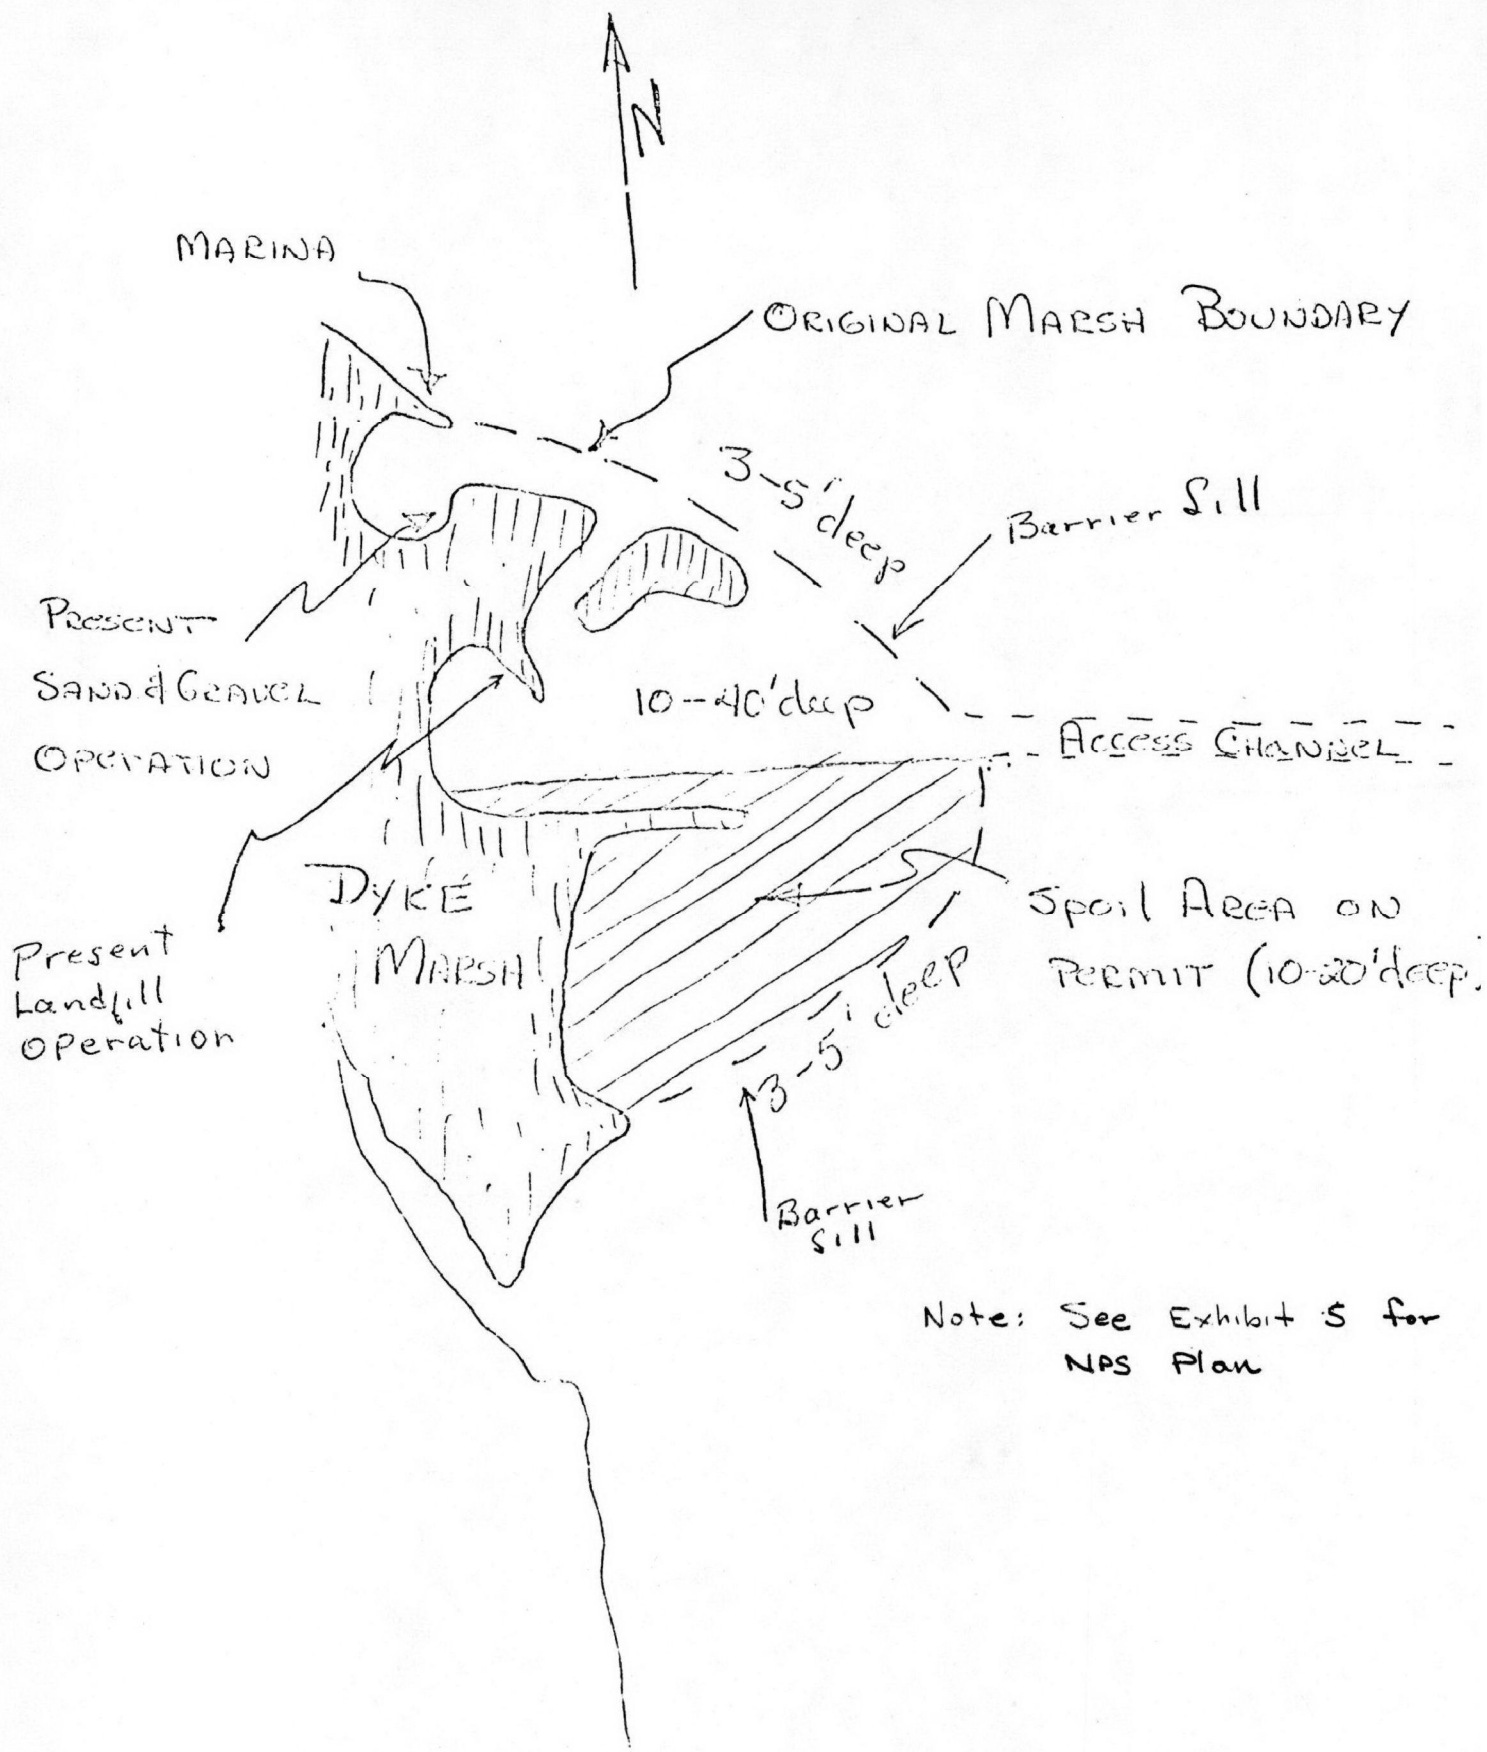 N
MARINA
ORIGINAL MARSH BOUNDARY
3-5' deep
Barrier Sill
PRESENT
SAND & GRAVEL
OPERATION
10--40' deep
ACCESS CHANNEL
DYKE
MARSH
Present
Landfill
Operation
Spoil AREA ON
PERMIT (10-20' deep)
3-5' deep
Barrier
Sill
Note: See Exhibit 5 for
NPS Plan